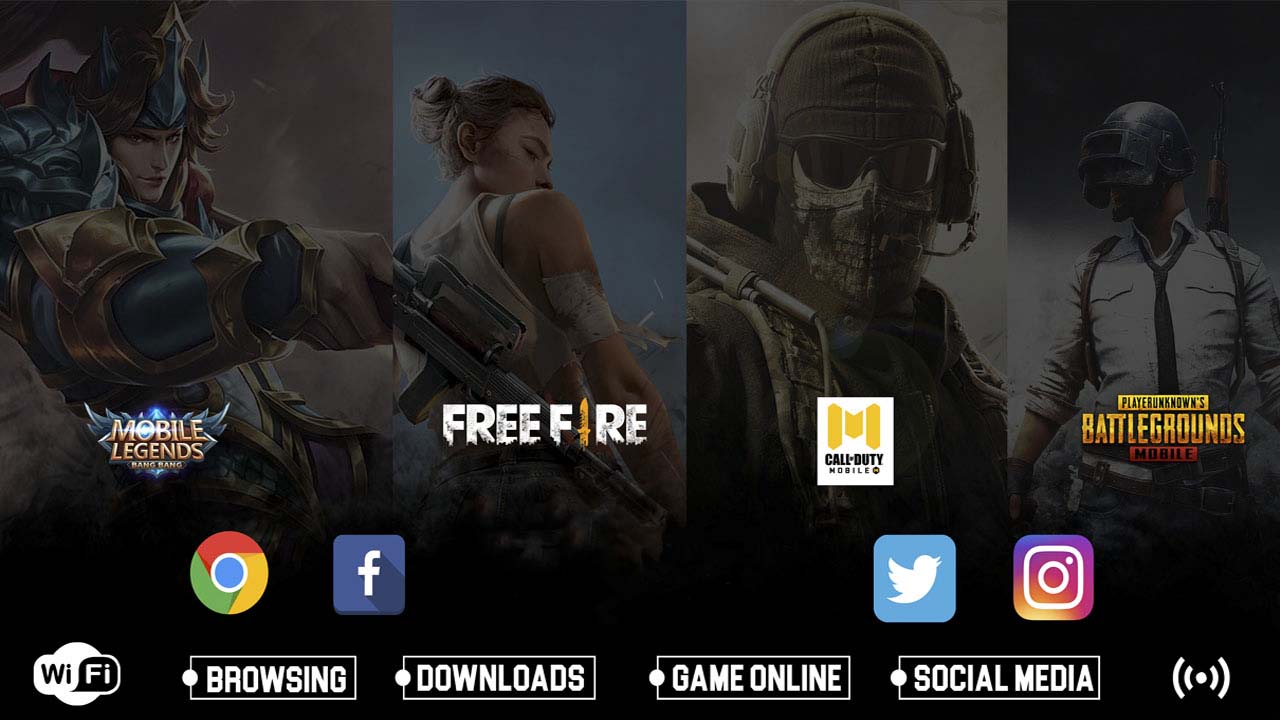 MOBILE
LEGENDS
BANG BANG
FREE FIRE
CALL OF DUTY
MOBILE
PLAYERUNKNOWN'S
BATTLEGROUNDS
MOBILE
f
Wi Fi
BROWSING
DOWNLOADS
GAME ONLINE
SOCIAL MEDIA